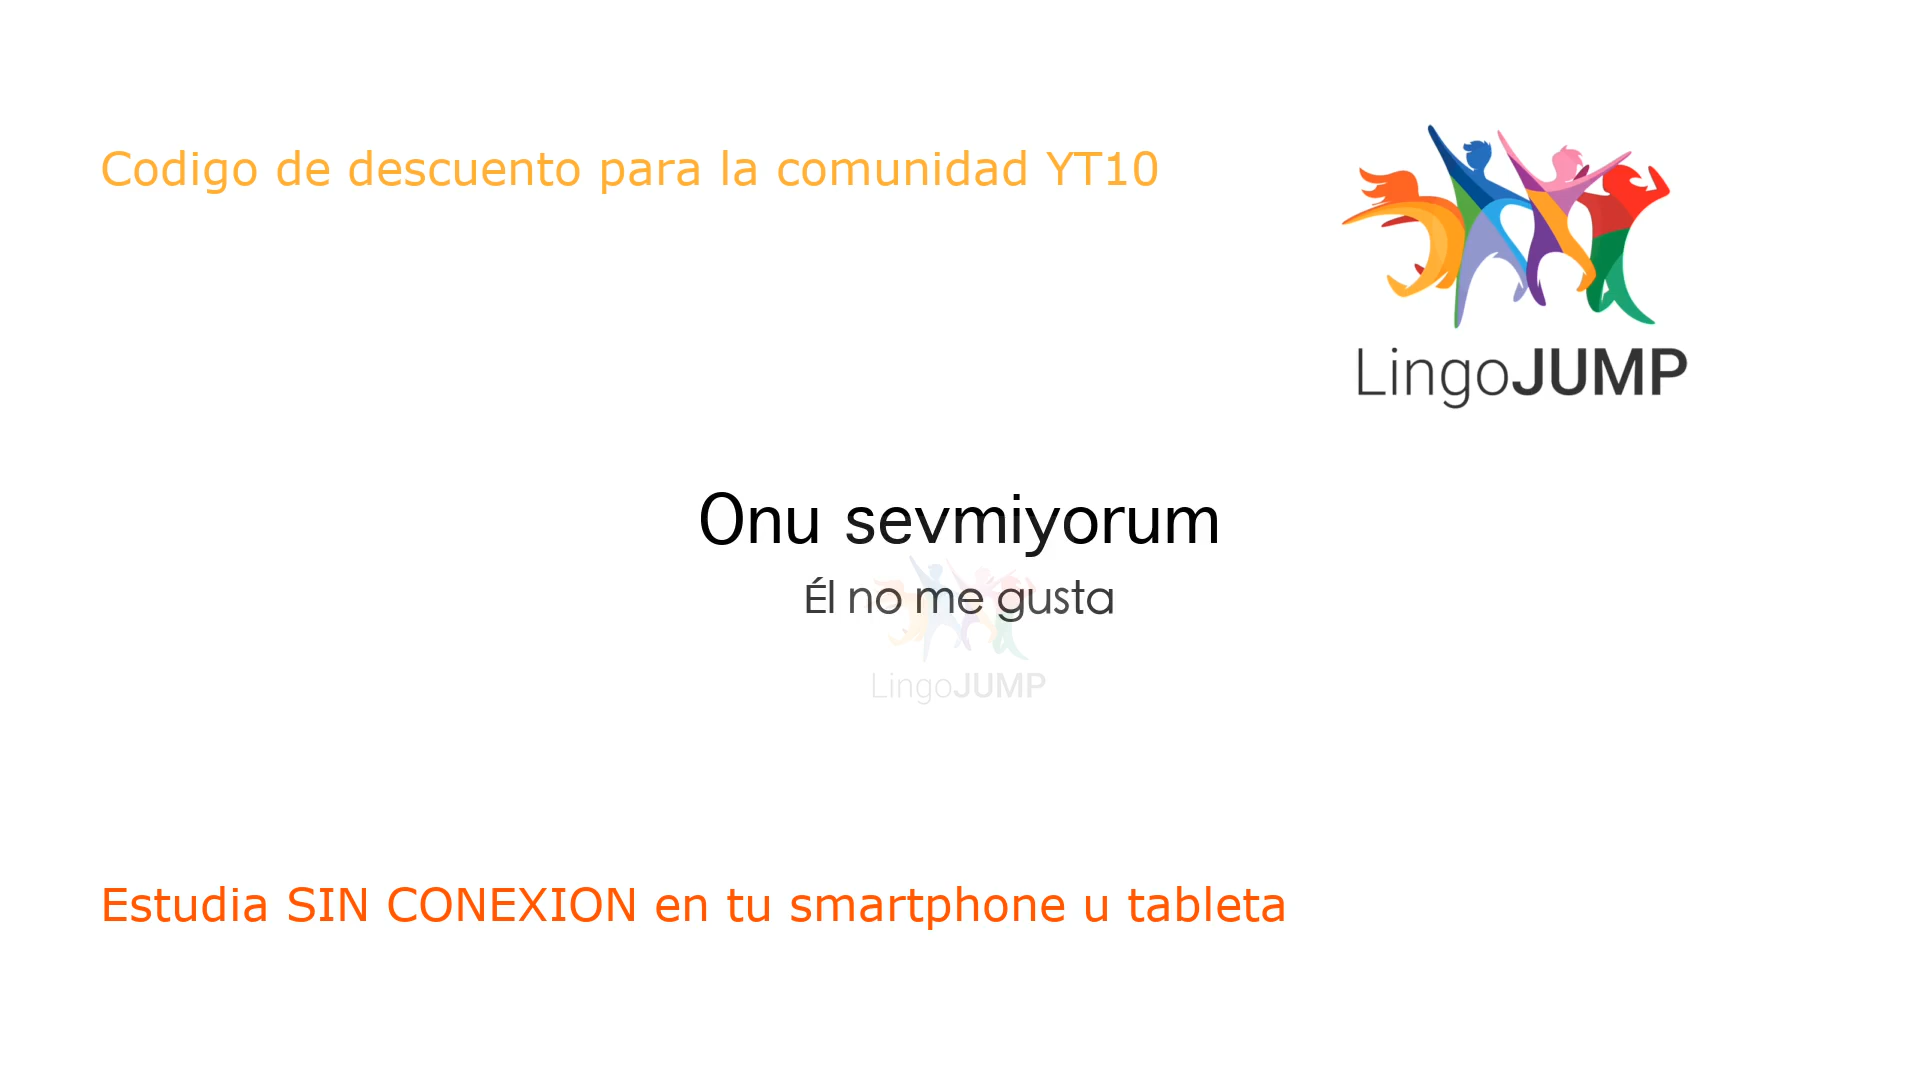 Codigo de descuento para la comunidad YT10
LingoJUMP
Onu sevmiyorum
Él no me gusta
LingoJUMP
Estudia SIN CONEXION en tu smartphone u tableta